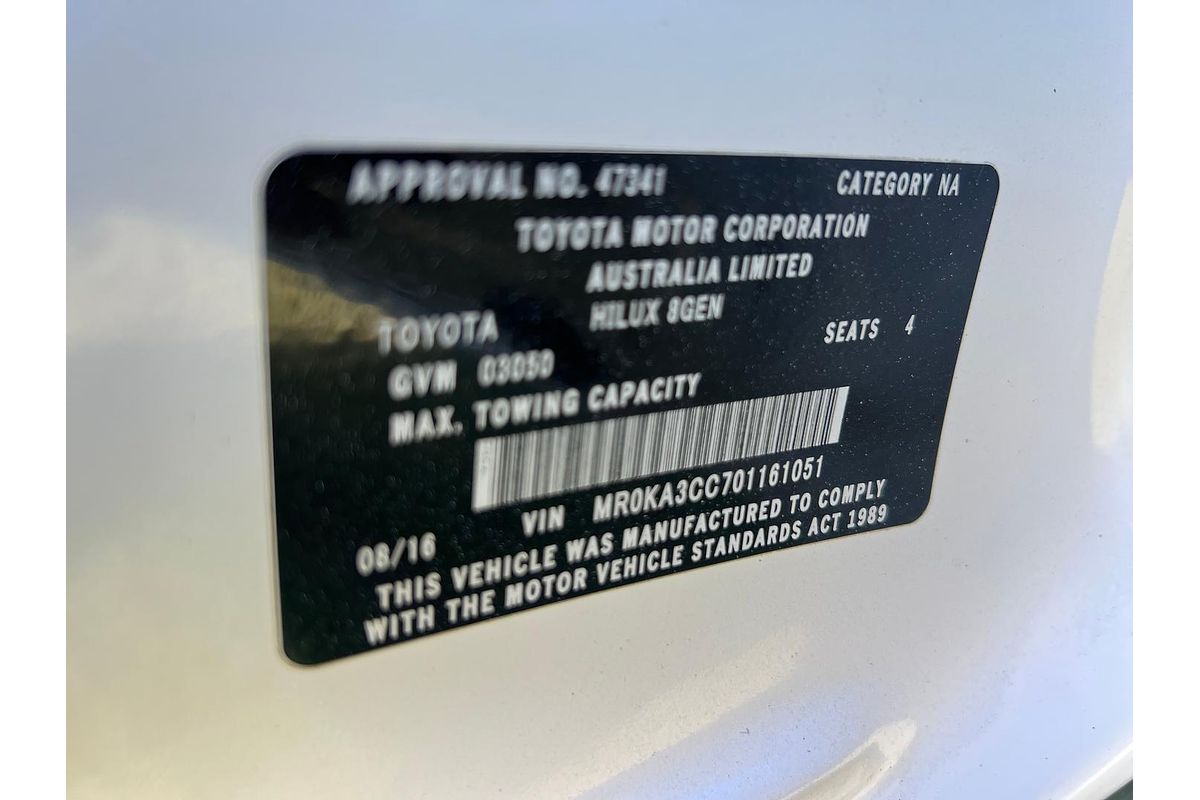 APPROVAL NO. 47341 CATEGORY NA
TOYOTA MOTOR CORPORATION
AUSTRALIA LIMITED
TOYOTA HILUX 8GEN
GVM 03050 SEATS 4
MAX. TOWING CAPACITY
VIN MR0KA3CC701161051
08/16
THIS VEHICLE WAS MANUFACTURED TO COMPLY
WITH THE MOTOR VEHICLE STANDARDS ACT 1989